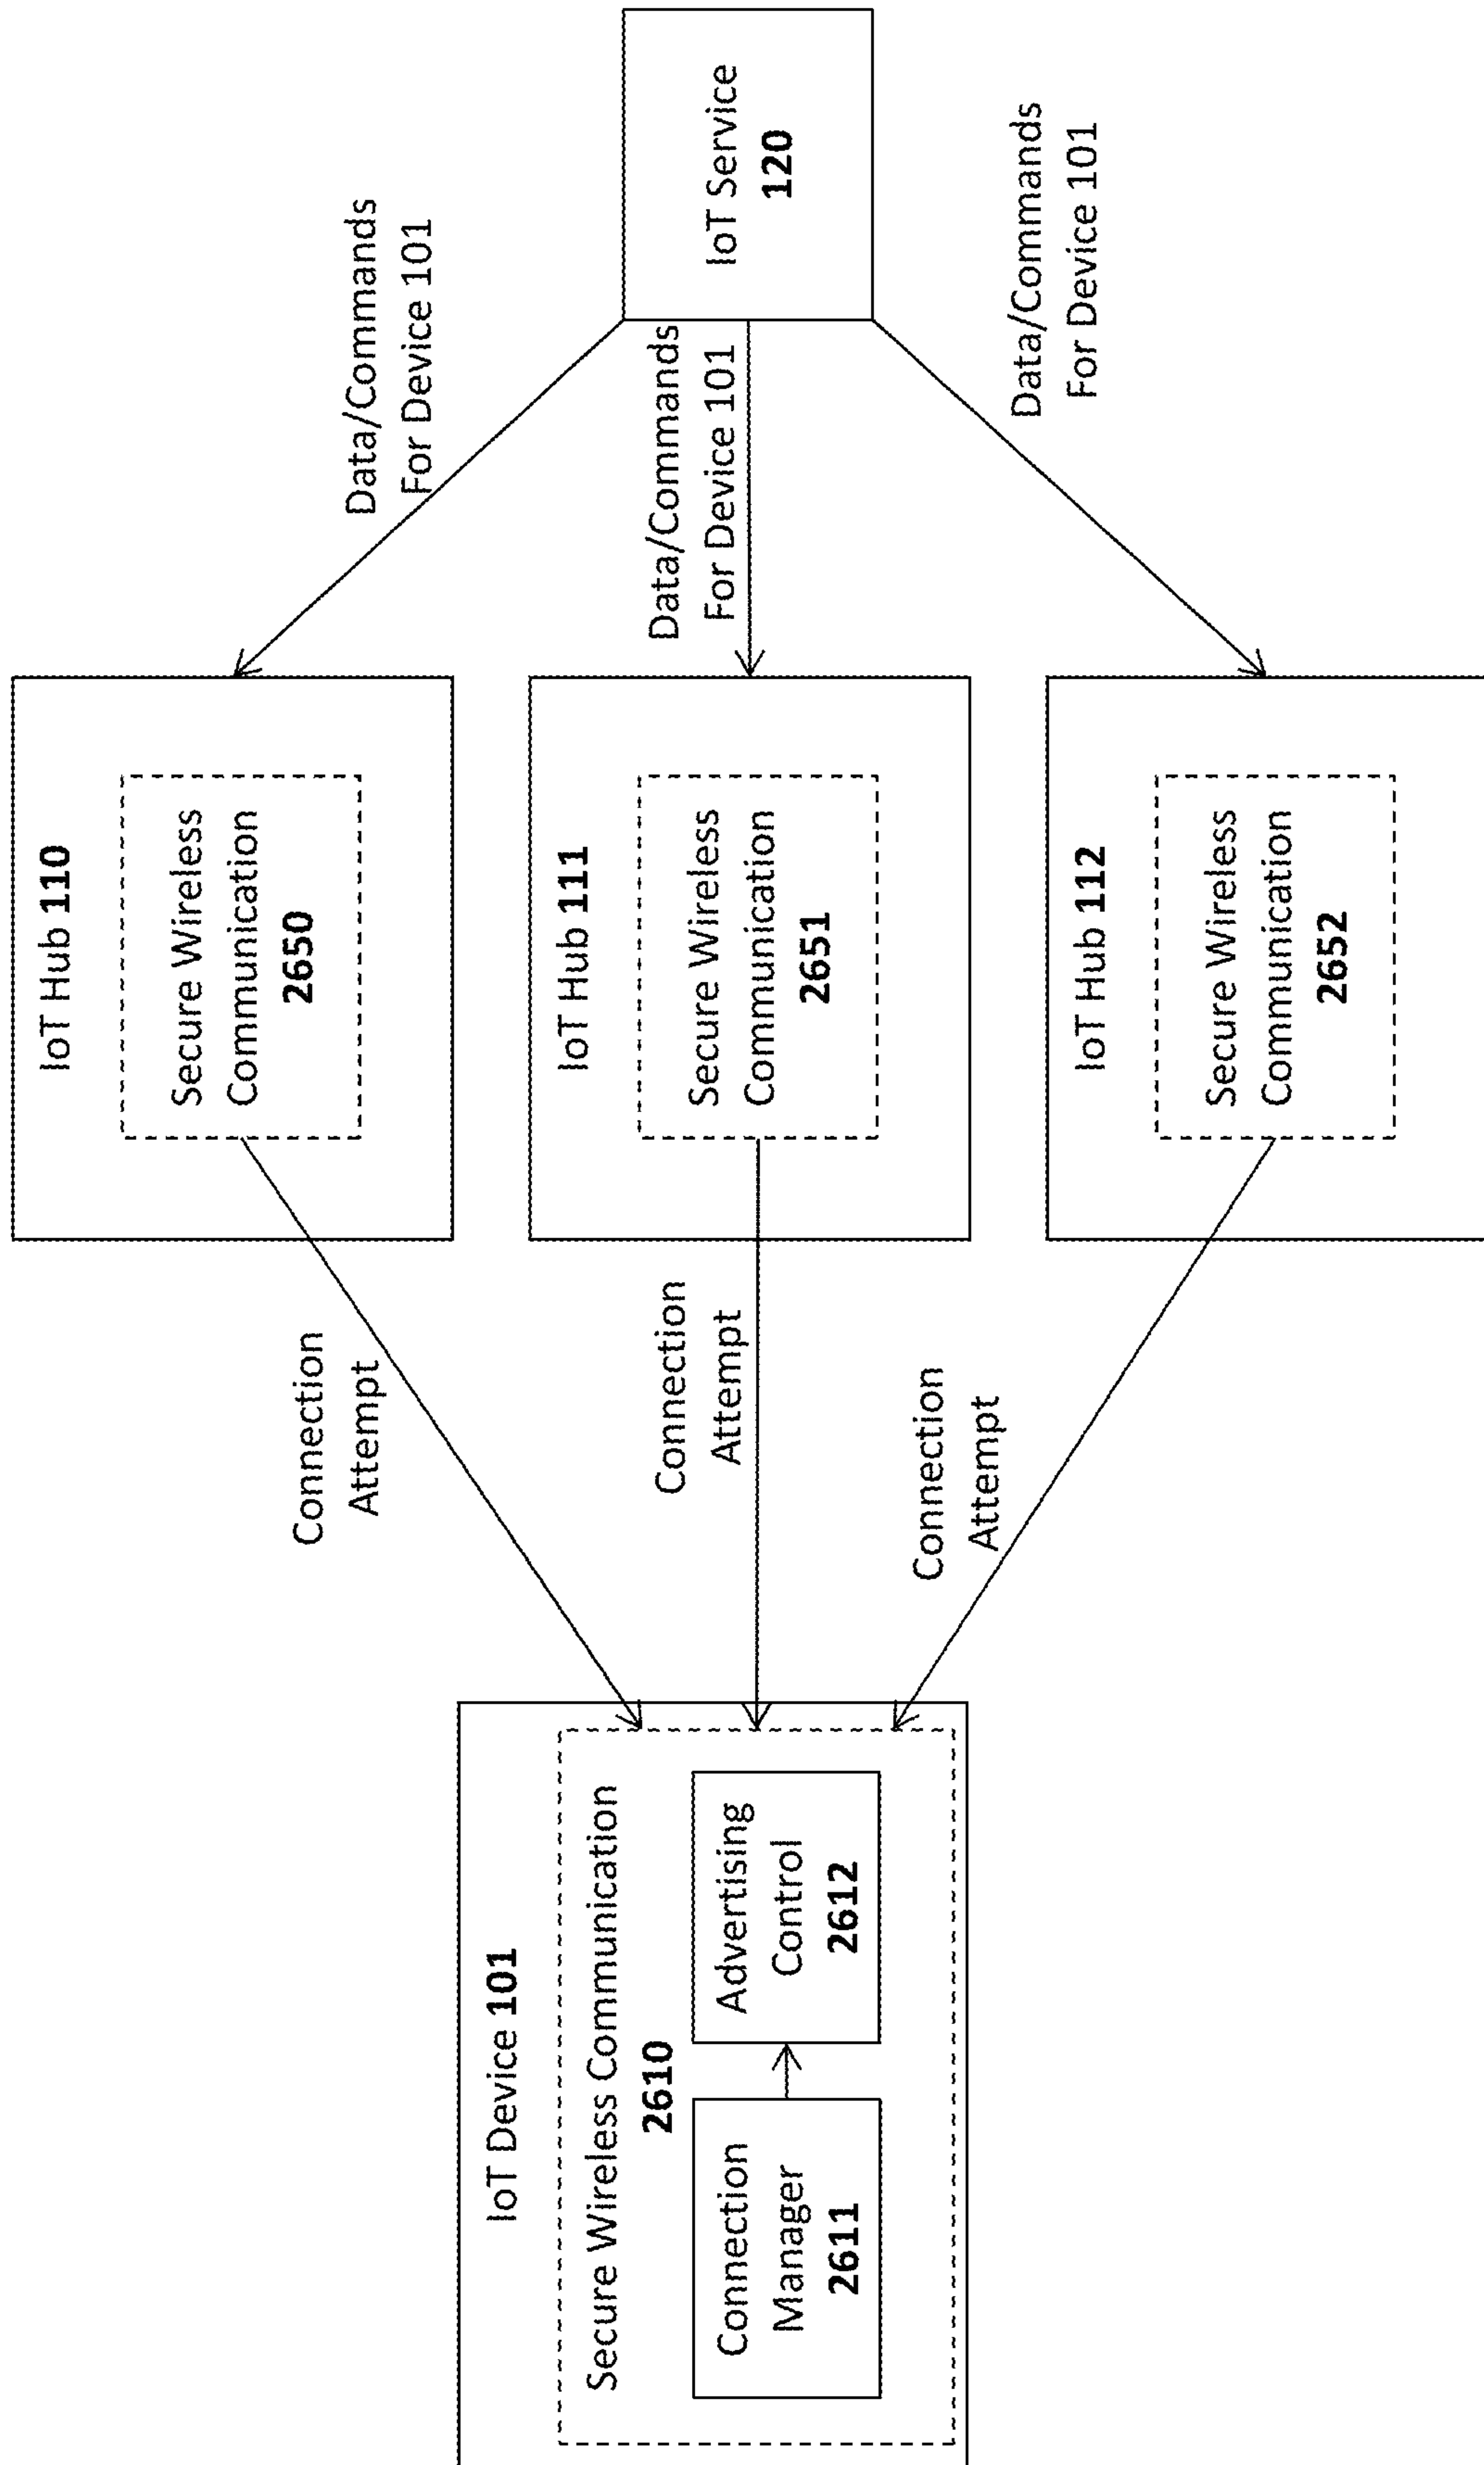 IoT Device 101
Secure Wireless Communication
2610
Connection
Manager
2611
Advertising
Control
2612
Connection
Attempt
Connection
Attempt
Connection
Attempt
IoT Hub 110
Secure Wireless
Communication
2650
IoT Hub 111
Secure Wireless
Communication
2651
IoT Hub 112
Secure Wireless
Communication
2652
Data/Commands
For Device 101
Data/Commands
For Device 101
Data/Commands
For Device 101
IoT Service
120